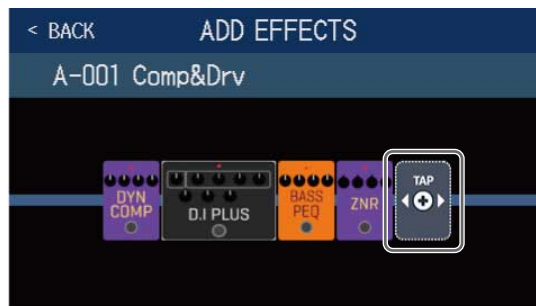 < BACK
ADD EFFECTS
A-001 Comp&Drv
DYN
COMP
D.I PLUS
BASS
PEQ
ZNR
TAP